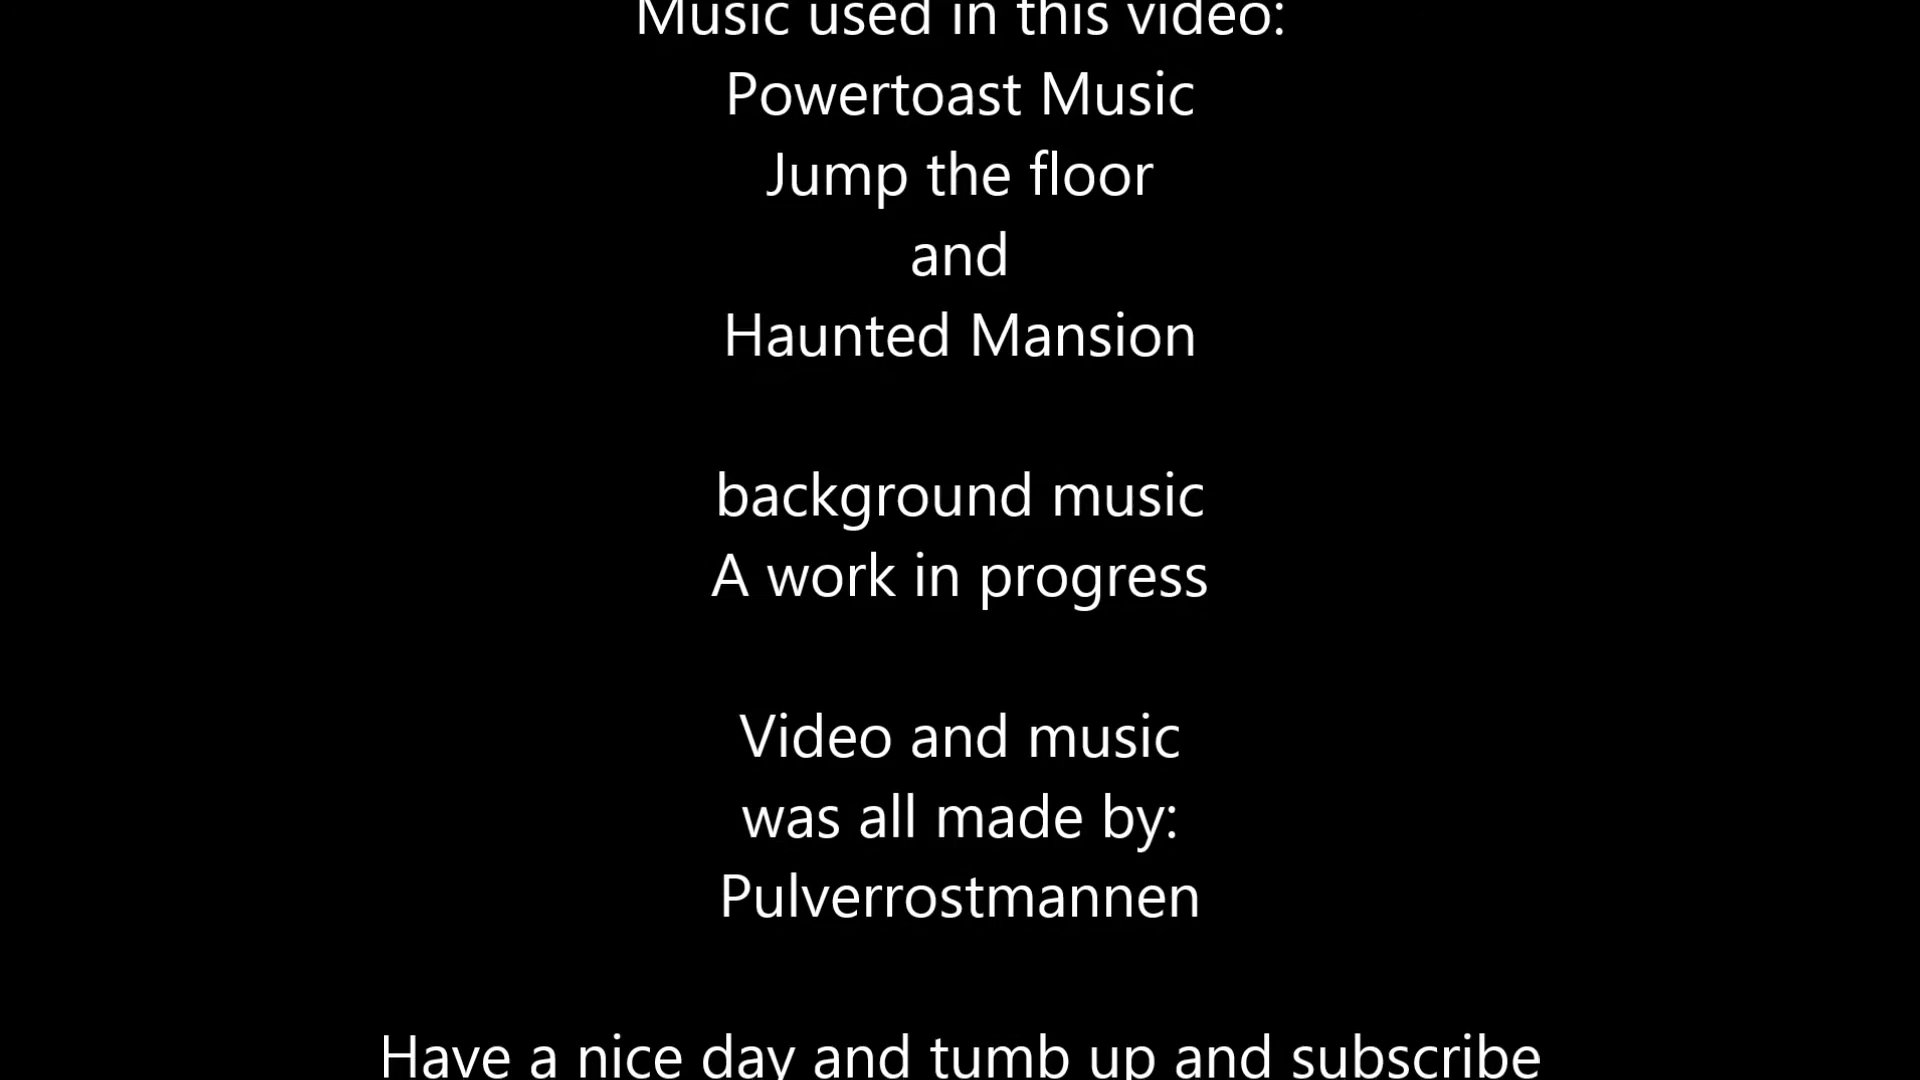 Music used in this video:
Powertoast Music
Jump the floor
and
Haunted Mansion
background music
A work in progress
Video and music
was all made by:
Pulverrostmannen
Have a nice day and tumb up and subscribe